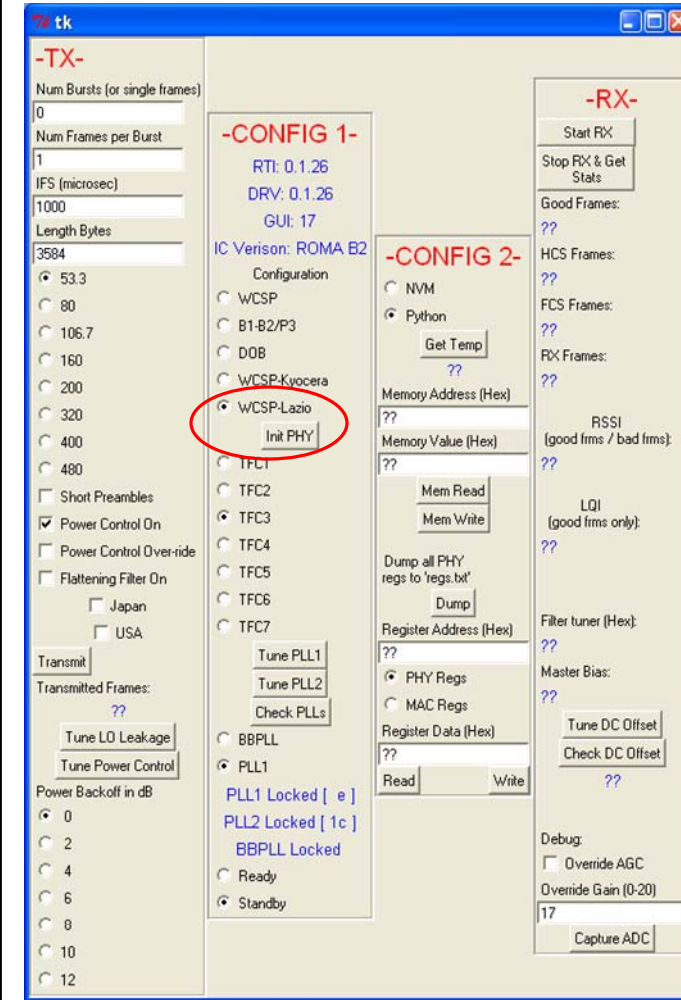 tk
-TX-
Num Bursts (or single frames)
0
Num Frames per Burst
1
IFS (microsec)
1000
Length Bytes
3584
53.3
80
106.7
160
200
320
400
480
Short Preambles
Power Control On
Power Control Over-ride
Flattening Filter On
Japan
USA
Transmit
Transmitted Frames:
??
Tune LO Leakage
Tune Power Control
Power Backoff in dB
0
2
4
6
8
10
12
-CONFIG 1-
RTI: 0.1.26
DRV: 0.1.26
GUI: 17
IC Verison: ROMA B2
Configuration
WCSP
B1-B2/P3
DOB
WCSP-Kyocera
WCSP-Lazio
Init PHY
TFC1
TFC2
TFC3
TFC4
TFC5
TFC6
TFC7
Tune PLL1
Tune PLL2
Check PLLs
BBPLL
PLL1
PLL1 Locked [ e ]
PLL2 Locked [ 1c ]
BBPLL Locked
Ready
Standby
-CONFIG 2-
NVM
Python
Get Temp
??
Memory Address (Hex)
??
Memory Value (Hex)
??
Mem Read
Mem Write
Dump all PHY
regs to 'regs.txt'
Dump
Register Address (Hex)
??
PHY Regs
MAC Regs
Register Data (Hex)
??
Read Write
-RX-
Start RX
Stop RX & Get
Stats
Good Frames:
??
HCS Frames:
??
FCS Frames:
??
RX Frames:
??
RSSI
(good frms / bad frms):
??
LQI
(good frms only):
??
Filter tuner (Hex):
??
Master Bias:
??
Tune DC Offset
Check DC Offset
??
Debug:
Override AGC
Override Gain (0-20)
17
Capture ADC